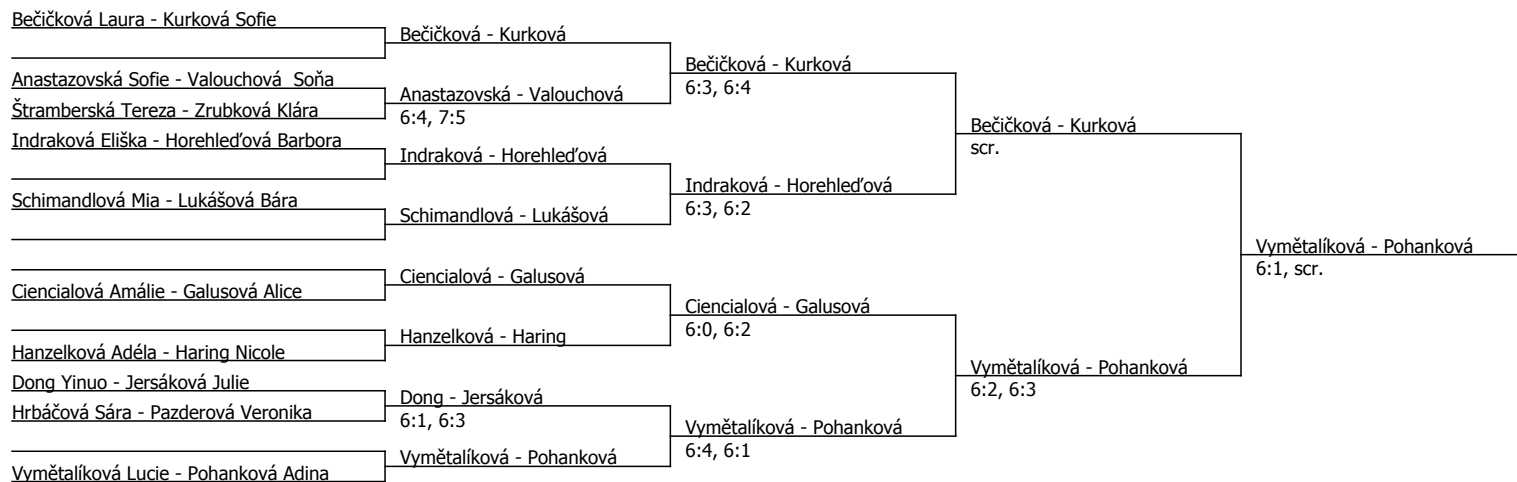 Bečičková Laura - Kurková Sofie
Anastazovská Sofie - Valouchová  Soňa
Štramberská Tereza - Zrubková Klára
Indraková Eliška - Horehleďová Barbora
Schimandlová Mia - Lukášová Bára
Ciencialová Amálie - Galusová Alice
Hanzelková Adéla - Haring Nicole
Dong Yinuo - Jersáková Julie
Hrbáčová Sára - Pazderová Veronika
Vymětalíková Lucie - Pohanková Adina
Bečičková - Kurková
Anastazovská - Valouchová
6:4, 7:5
Indraková - Horehleďová
Schimandlová - Lukášová
Ciencialová - Galusová
Hanzelková - Haring
Dong - Jersáková
6:1, 6:3
Vymětalíková - Pohanková
Bečičková - Kurková
6:3, 6:4
Indraková - Horehleďová
6:3, 6:2
Ciencialová - Galusová
6:0, 6:2
Vymětalíková - Pohanková
6:4, 6:1
Bečičková - Kurková
scr.
Vymětalíková - Pohanková
6:2, 6:3
Vymětalíková - Pohanková
6:1, scr.